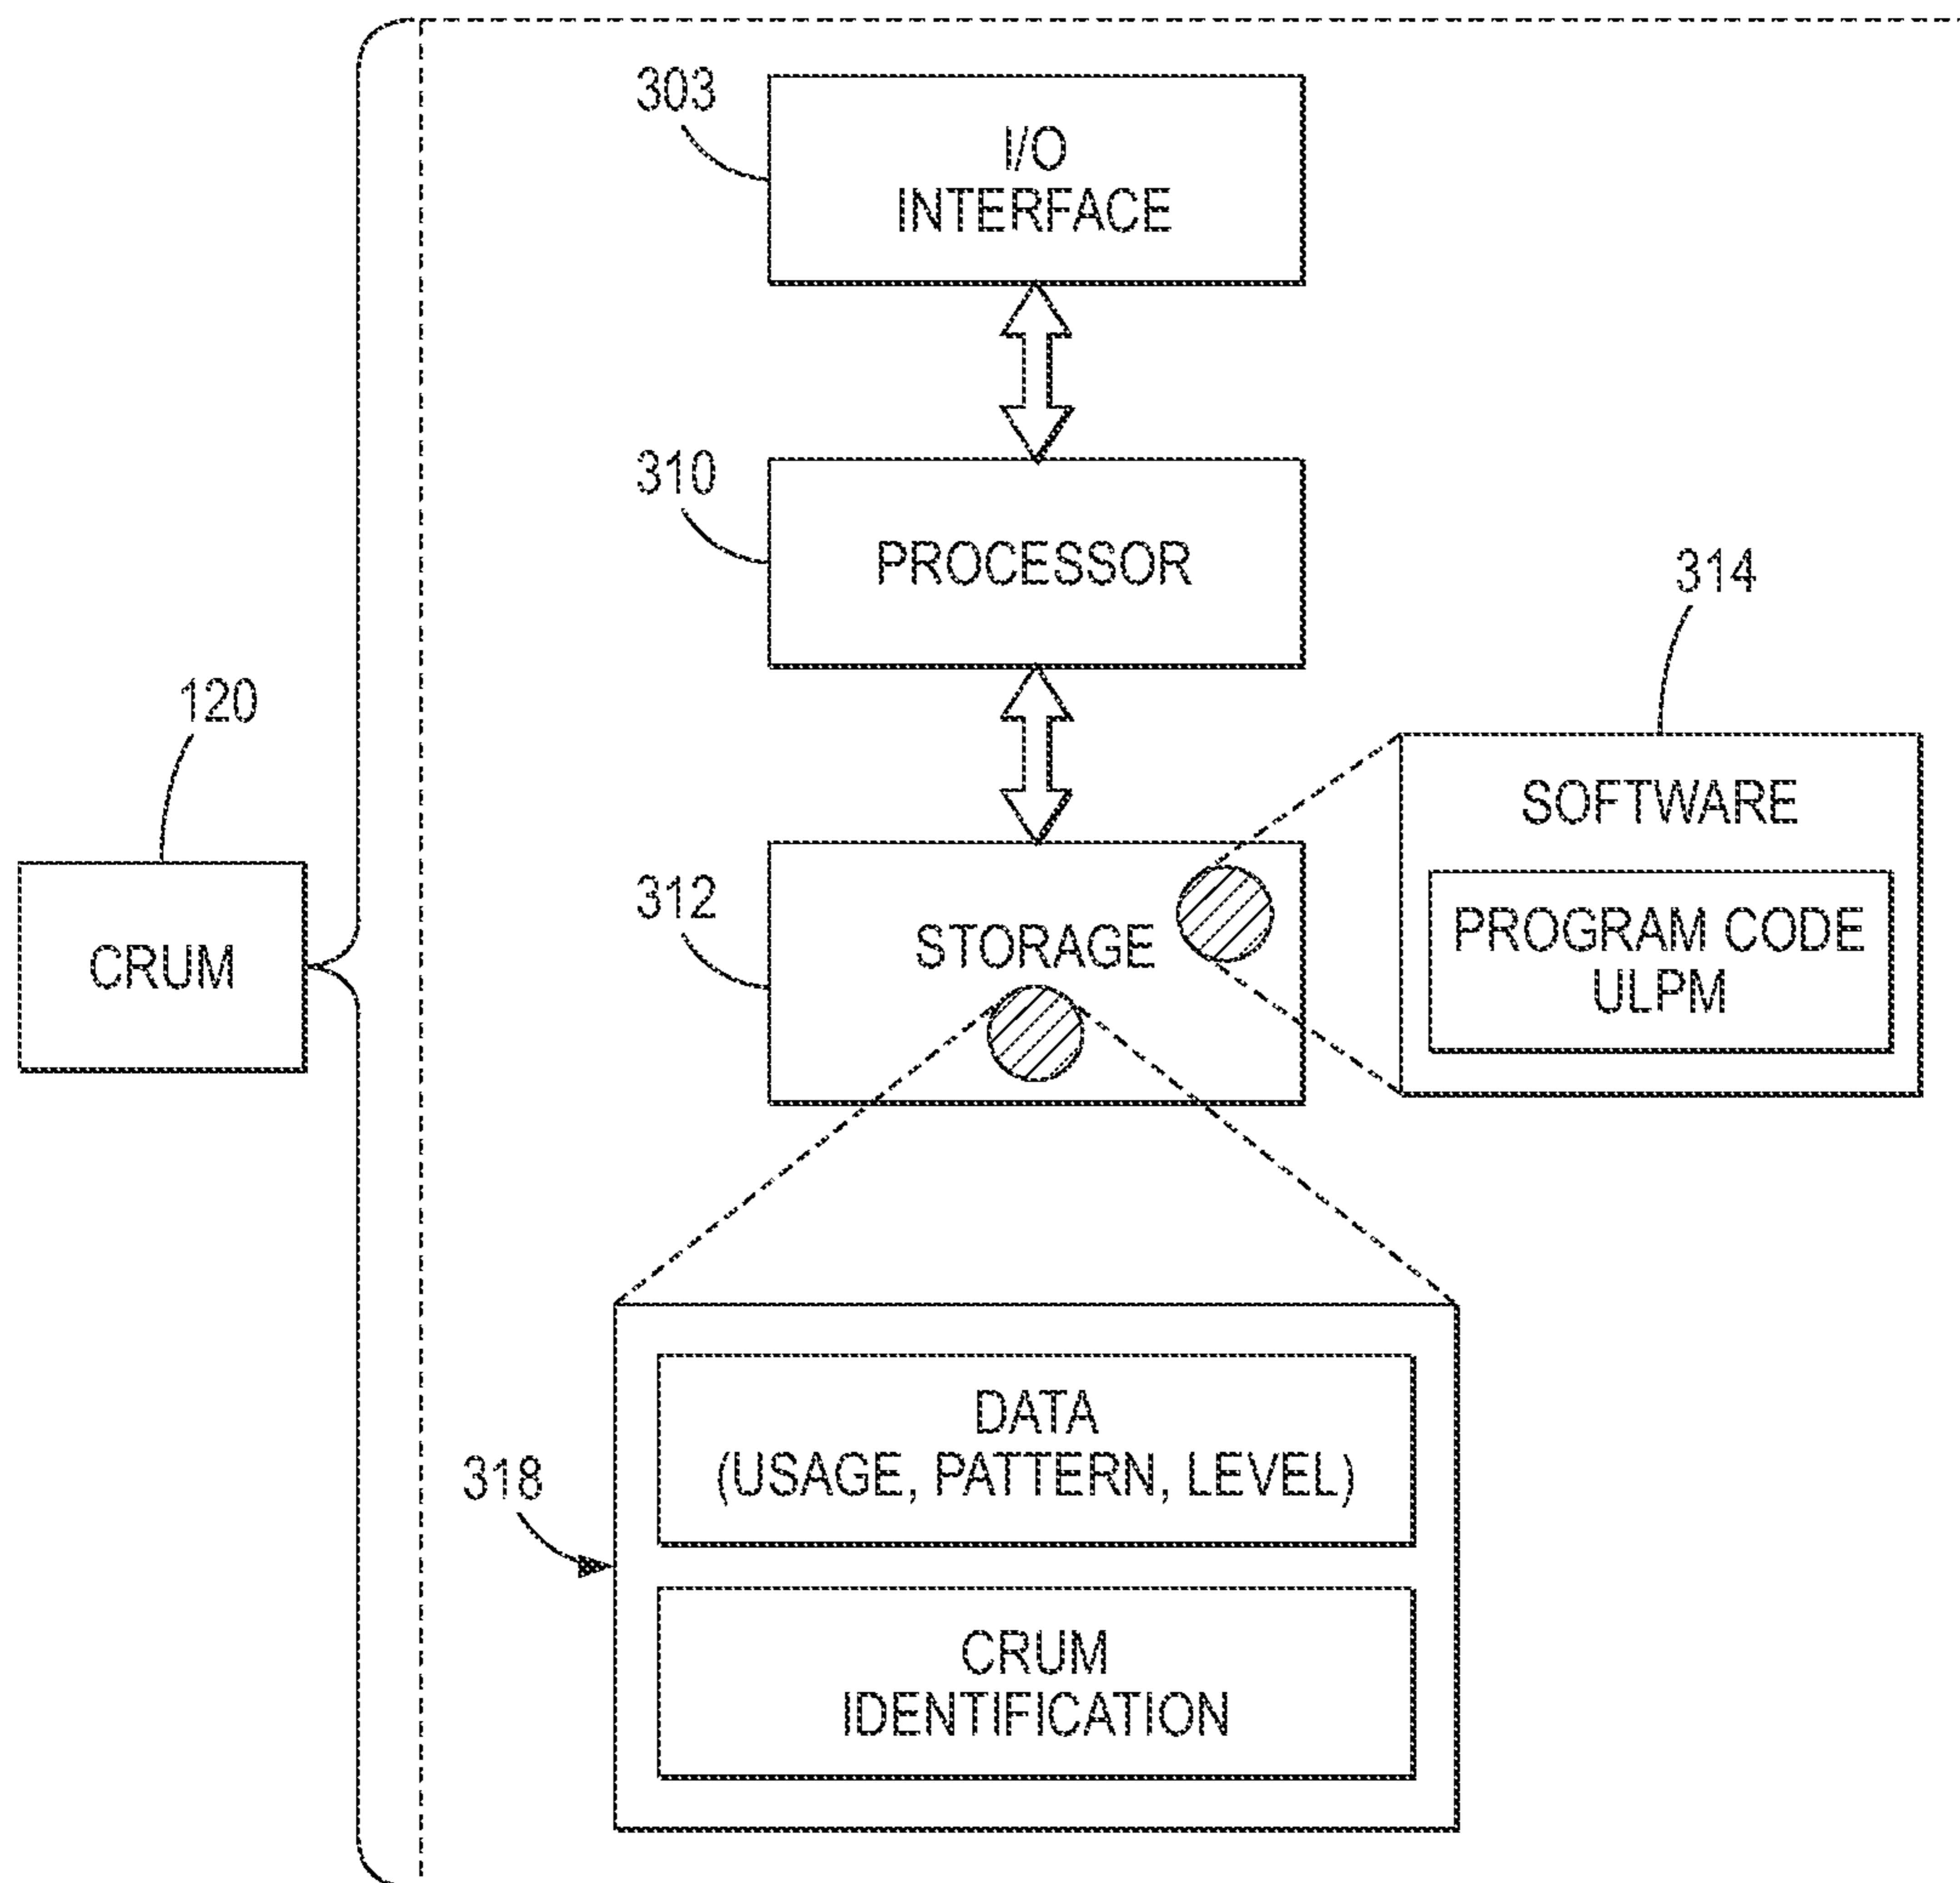 303
I/O
INTERFACE
310
PROCESSOR
314
120
SOFTWARE
CRUM
312
STORAGE
PROGRAM CODE
ULPM
DATA
(USAGE, PATTERN, LEVEL)
318
CRUM
IDENTIFICATION